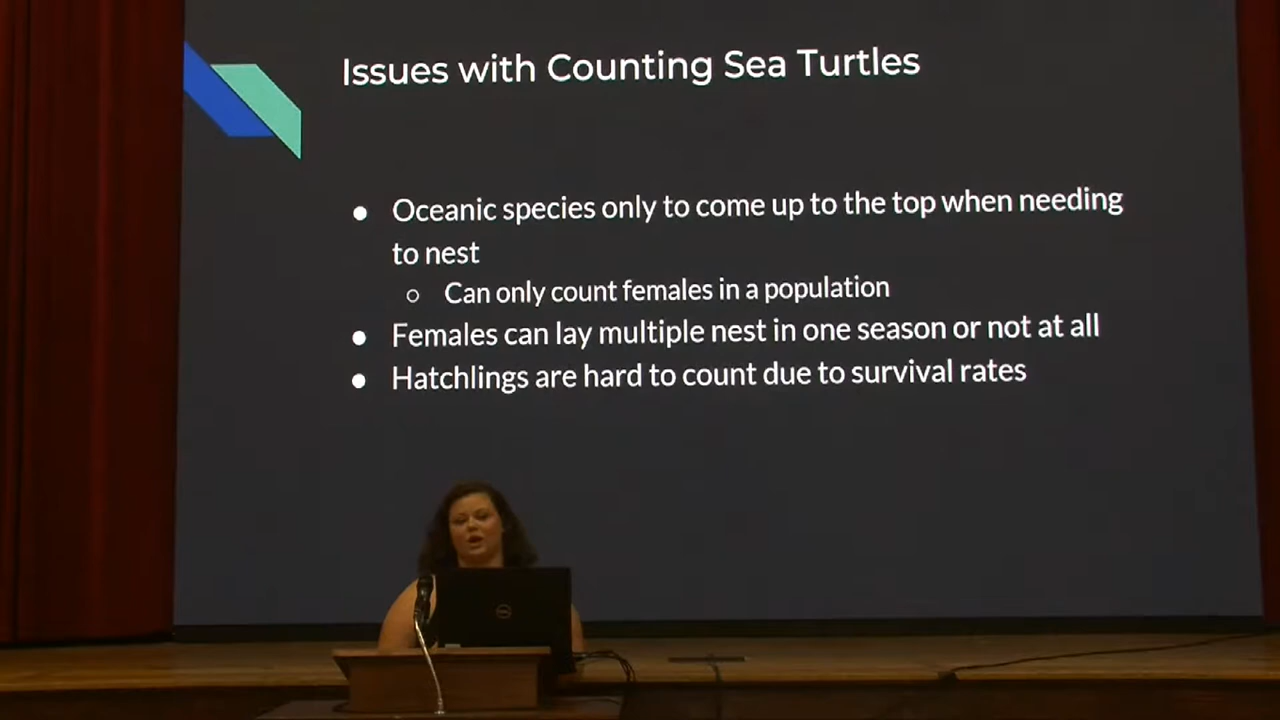 Issues with Counting Sea Turtles
● Oceanic species only to come up to the top when needing
to nest
○ Can only count females in a population
● Females can lay multiple nest in one season or not at all
● Hatchlings are hard to count due to survival rates
DELL